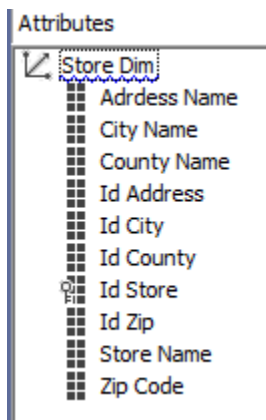 Attributes
Store Dim
Adrdess Name
City Name
County Name
Id Address
Id City
Id County
Id Store
Id Zip
Store Name
Zip Code